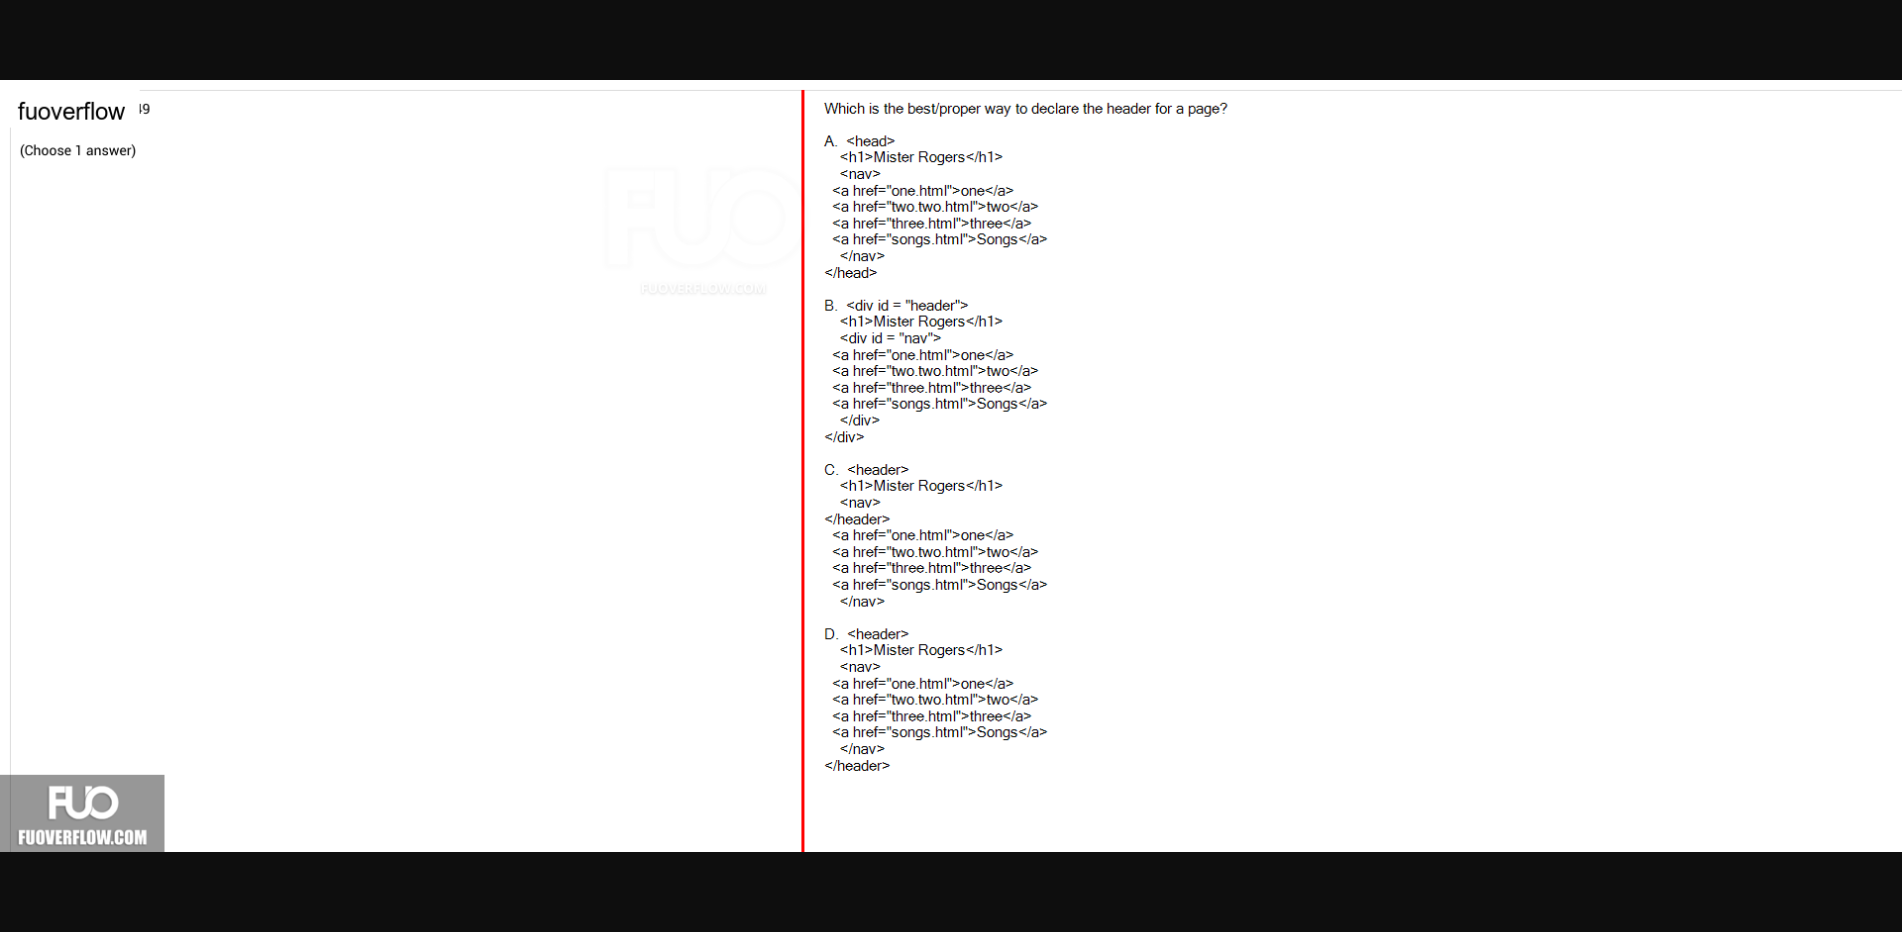 fuoverflow
(Choose 1 answer)
FUO
FUOVERFLOW.COM
Which is the best/proper way to declare the header for a page?
A. <head>
<h1>Mister Rogers</h1>
<nav>
<a href="one.html">one</a>
<a href="two.two.html">two</a>
<a href="three.html">three</a>
<a href="songs.html">Songs</a>
</nav>
</head>
B. <div id = "header">
<h1>Mister Rogers</h1>
<div id = "nav">
<a href="one.html">one</a>
<a href="two.two.html">two</a>
<a href="three.html">three</a>
<a href="songs.html">Songs</a>
</div>
</div>
C. <header>
<h1>Mister Rogers</h1>
<nav>
</header>
<a href="one.html">one</a>
<a href="two.two.html">two</a>
<a href="three.html">three</a>
<a href="songs.html">Songs</a>
</nav>
D. <header>
<h1>Mister Rogers</h1>
<nav>
<a href="one.html">one</a>
<a href="two.two.html">two</a>
<a href="three.html">three</a>
<a href="songs.html">Songs</a>
</nav>
</header>
FUO
FUOVERFLOW.COM